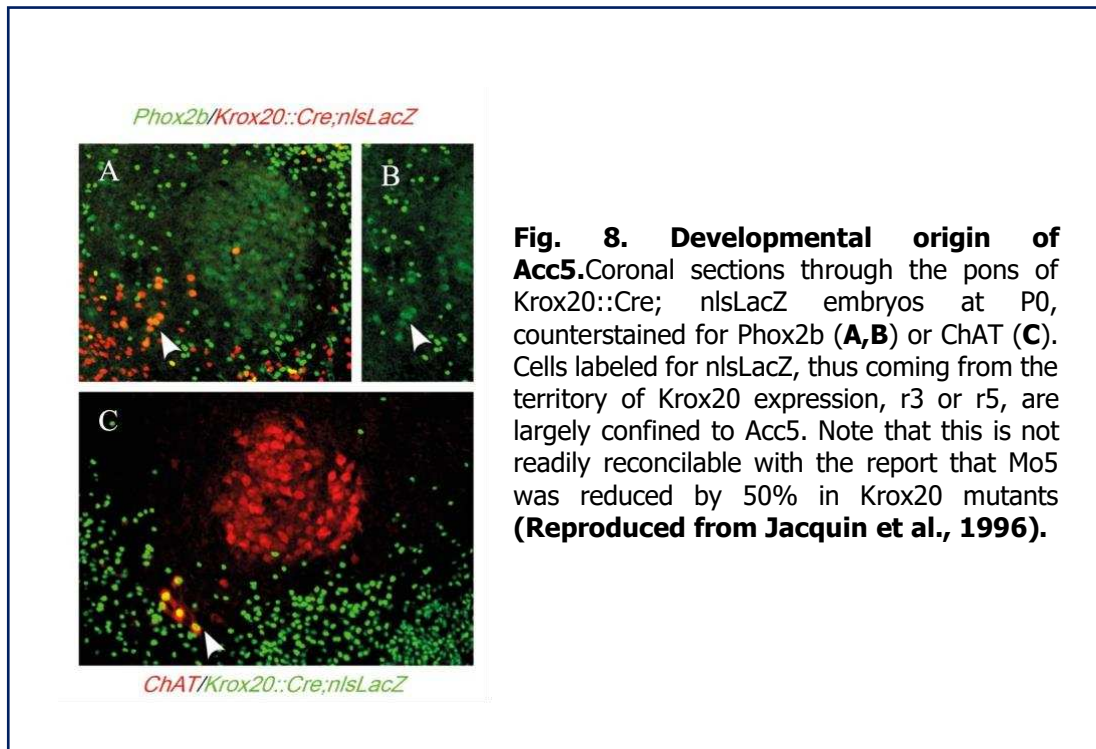 Phox2b/Krox20::Cre;nlsLacZ
A
B
C
ChAT/Krox20::Cre;nlsLacZ
Fig. 8. Developmental origin of
Acc5.Coronal sections through the pons of
Krox20::Cre; nlsLacZ embryos at P0,
counterstained for Phox2b (A,B) or ChAT (C).
Cells labeled for nlsLacZ, thus coming from the
territory of Krox20 expression, r3 or r5, are
largely confined to Acc5. Note that this is not
readily reconcilable with the report that Mo5
was reduced by 50% in Krox20 mutants
(Reproduced from Jacquin et al., 1996).